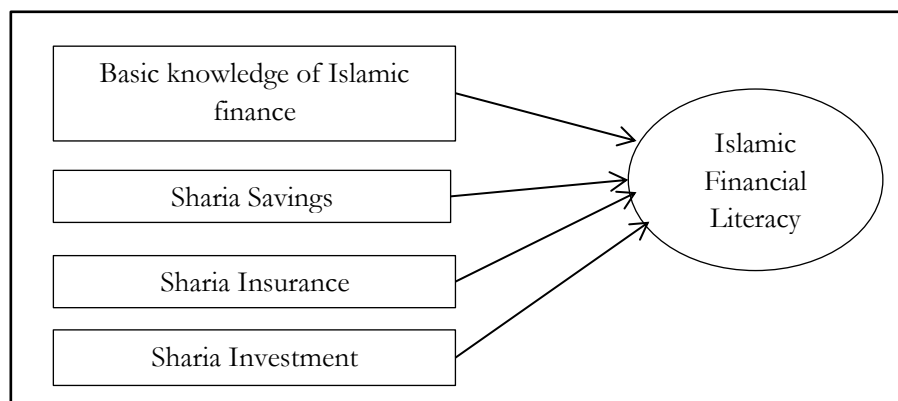 Basic knowledge of Islamic
finance
Sharia Savings
Sharia Insurance
Sharia Investment
Islamic
Financial
Literacy